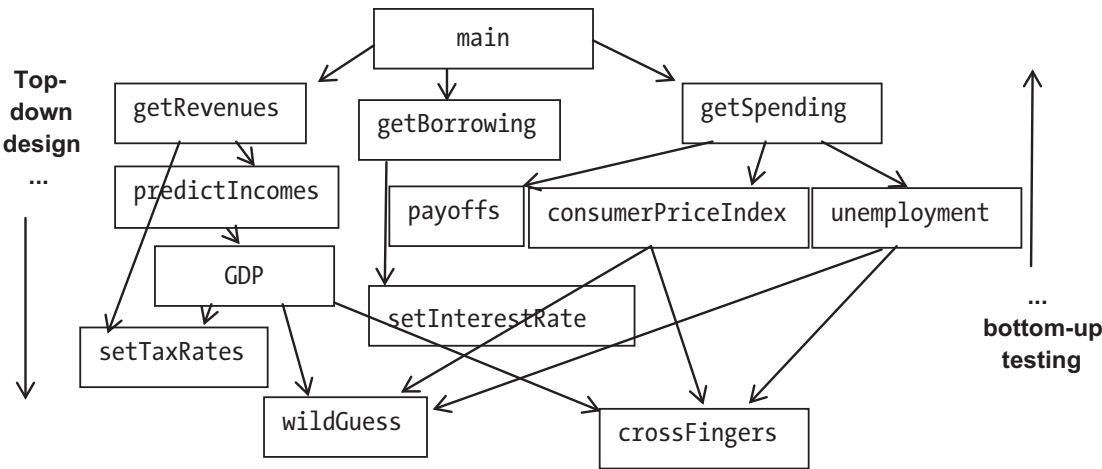 main
Top-
down
design
...
getRevenues
getBorrowing
getSpending
predictIncomes
payoffs
consumerPriceIndex
unemployment
GDP
setInterestRate
setTaxRates
...
bottom-up
testing
wildGuess
crossFingers